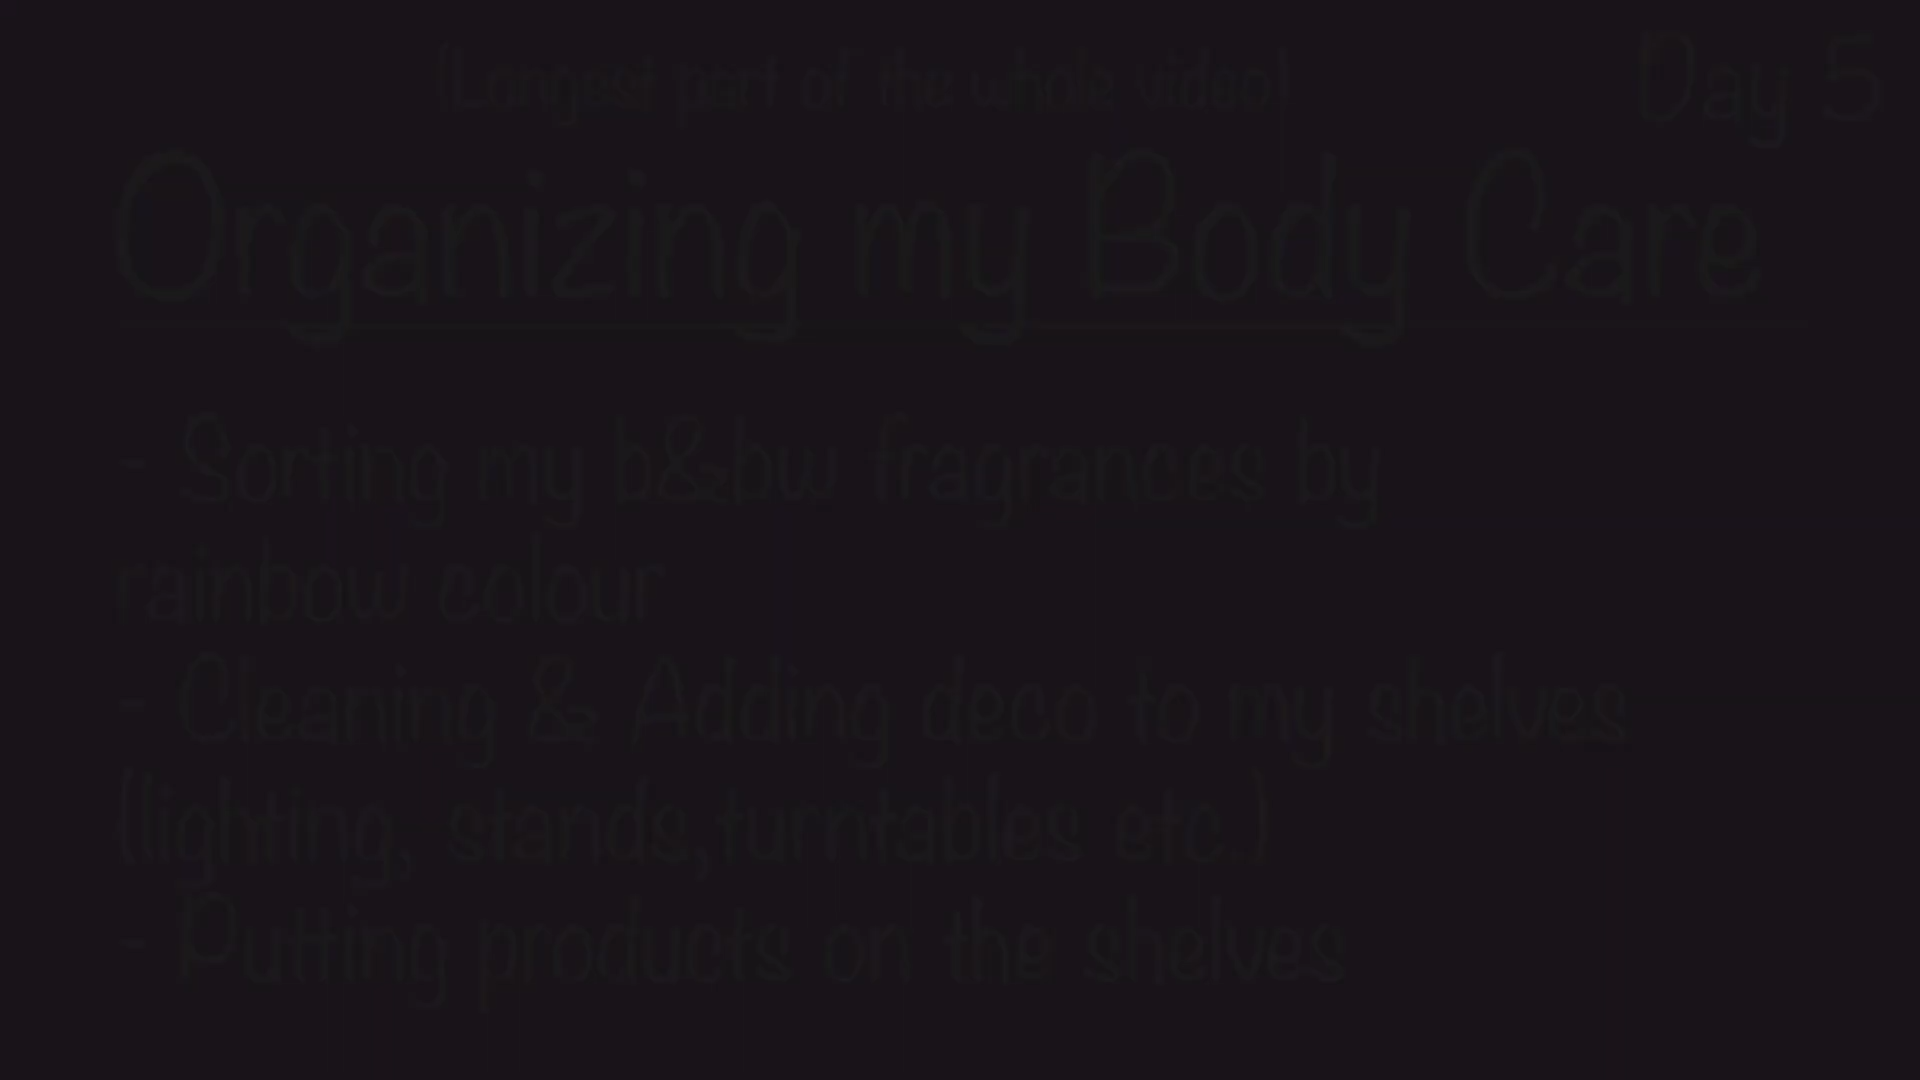 (Longest part of the whole video)
Day 5
Organizing my Body Care
- Sorting my b&bw fragrances by
rainbow colour
- Cleaning & Adding deco to my shelves
(lighting, stands,turntables etc.)
- Putting products on the shelves